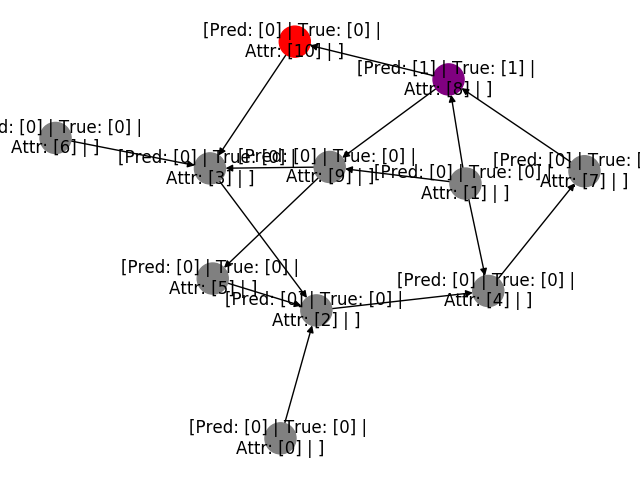 [Pred: [0] | True: [0] |
Attr: [10] | ]
[Pred: [1] | True: [1] |
Attr: [8] | ]
d: [0] | True: [0] |
Attr: [6] | ]
[Pred: [0] | True: [0] |
Attr: [3] | ]
[Pred: [0] | True: [0] |
Attr: [9] | ]
[Pred: [0] | True: [0] |
Attr: [1] | ]
[Pred: [0] | True: [
Attr: [7] | ]
[Pred: [0] | True: [0] |
Attr: [5] | ]
[Pred: [0] | True: [0] |
Attr: [2] | ]
[Pred: [0] | True: [0] |
Attr: [4] | ]
[Pred: [0] | True: [0] |
Attr: [0] | ]